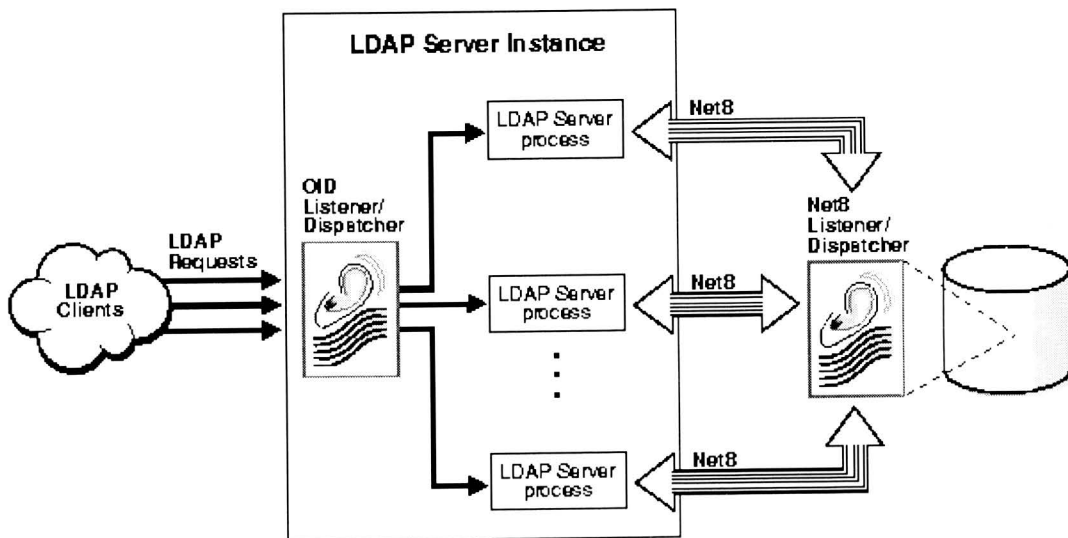 LDAP Server Instance
Net8
LDAP Server
process
OID
Listener/
Dispatcher
Net8
Listener/
Dispatcher
LDAP
Requests
LDAP
Clients
LDAP Server
process
Net8
LDAP Server
process
Net8